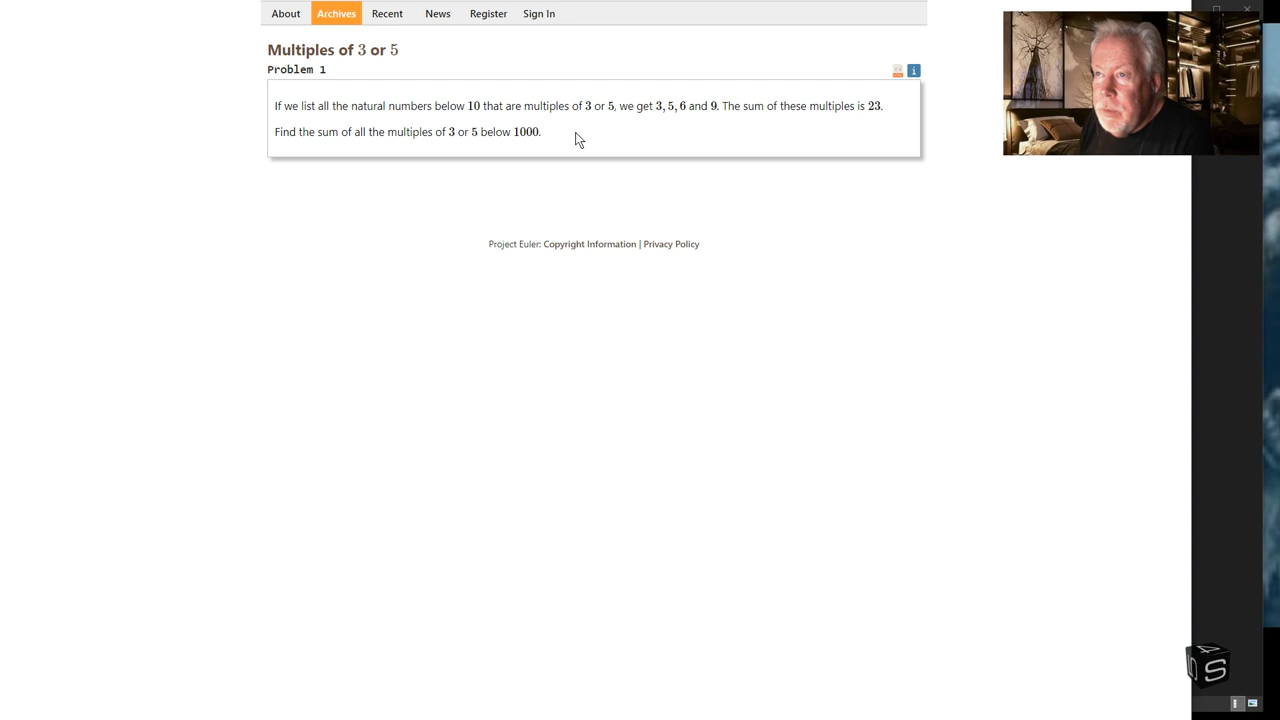 About Archives Recent News Register Sign In
Multiples of 3 or 5
Problem 1
If we list all the natural numbers below 10 that are multiples of 3 or 5, we get 3, 5, 6 and 9. The sum of these multiples is 23.
Find the sum of all the multiples of 3 or 5 below 1000.
Project Euler: Copyright Information | Privacy Policy
4
S